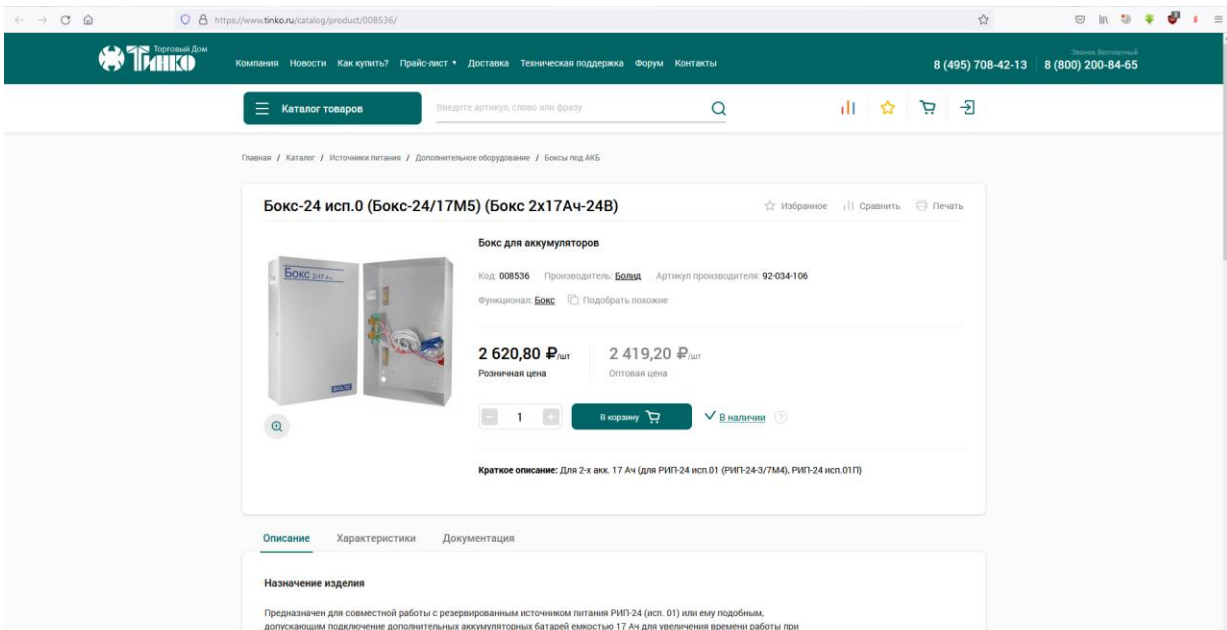 https://www.tinko.ru/catalog/product/008536/
Торговый Дом
Тинко
Компания Новости Как купить? Прайс-лист Доставка Техническая поддержка Форум Контакты
8 (495) 708-42-13
Звонок бесплатный
8 (800) 200-84-65
Каталог товаров
Введите артикул, слово или фразу
Главная / Каталог / Источники питания / Дополнительное оборудование / Боксы под АКБ
Бокс-24 исп.0 (Бокс-24/17М5) (Бокс 2х17Ач-24В)
Избранное Сравнить Печать
Бокс для аккумуляторов
Код: 008536 Производитель: Болид Артикул производителя: 92-034-106
Функционал: Бокс Подобрать похожие
Бокс 2×17 Ач
2 620,80 ₽/шт 2 419,20 ₽/шт
Розничная цена Оптовая цена
1 В корзину В наличии ?
Краткое описание: Для 2-х акк. 17 Ач (для РИП-24 исп.01 (РИП-24-3/7М4), РИП-24 исп.01П)
Описание Характеристики Документация
Назначение изделия
Предназначен для совместной работы с резервированным источником питания РИП-24 (исп. 01) или ему подобным,
допускающим подключение дополнительных аккумуляторных батарей емкостью 17 Ач для увеличения времени работы при